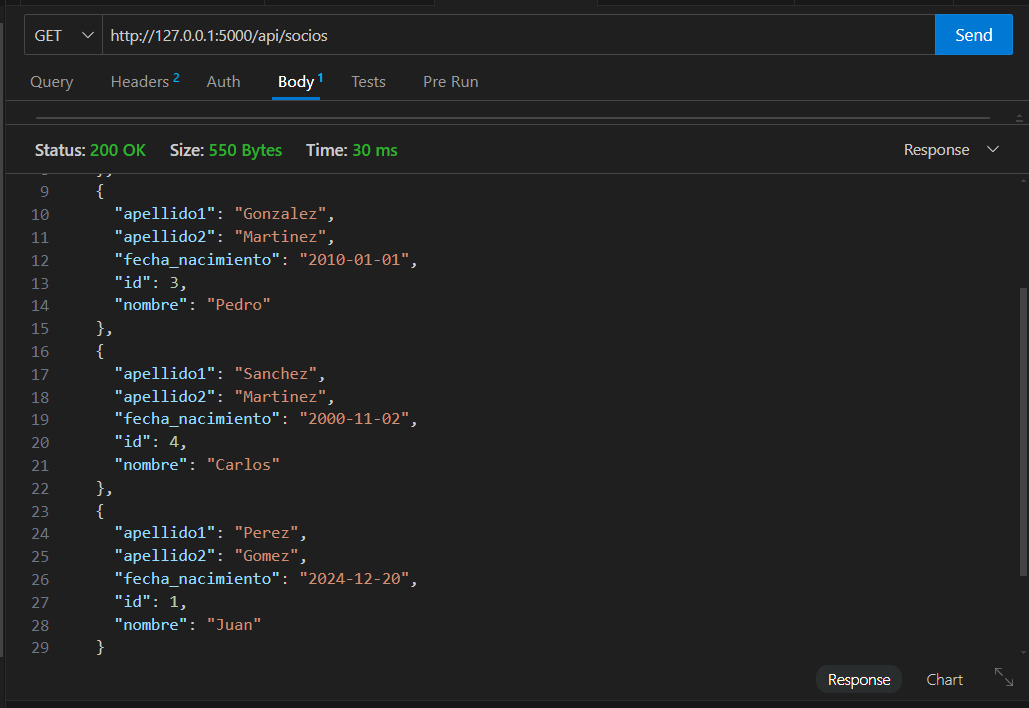 GET http://127.0.0.1:5000/api/socios Send
Query Headers 2 Auth Body 1 Tests Pre Run
Status: 200 OK Size: 550 Bytes Time: 30 ms Response
9 {
10 "apellido1": "Gonzalez",
11 "apellido2": "Martinez",
12 "fecha_nacimiento": "2010-01-01",
13 "id": 3,
14 "nombre": "Pedro"
15 },
16 {
17 "apellido1": "Sanchez",
18 "apellido2": "Martinez",
19 "fecha_nacimiento": "2000-11-02",
20 "id": 4,
21 "nombre": "Carlos"
22 },
23 {
24 "apellido1": "Perez",
25 "apellido2": "Gomez",
26 "fecha_nacimiento": "2024-12-20",
27 "id": 1,
28 "nombre": "Juan"
29 }
Response Chart